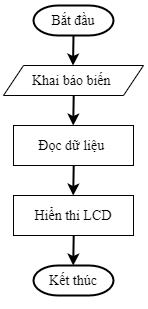 Bắt đầu
Khai báo biến
Đọc dữ liệu
Hiển thi LCD
Kết thúc